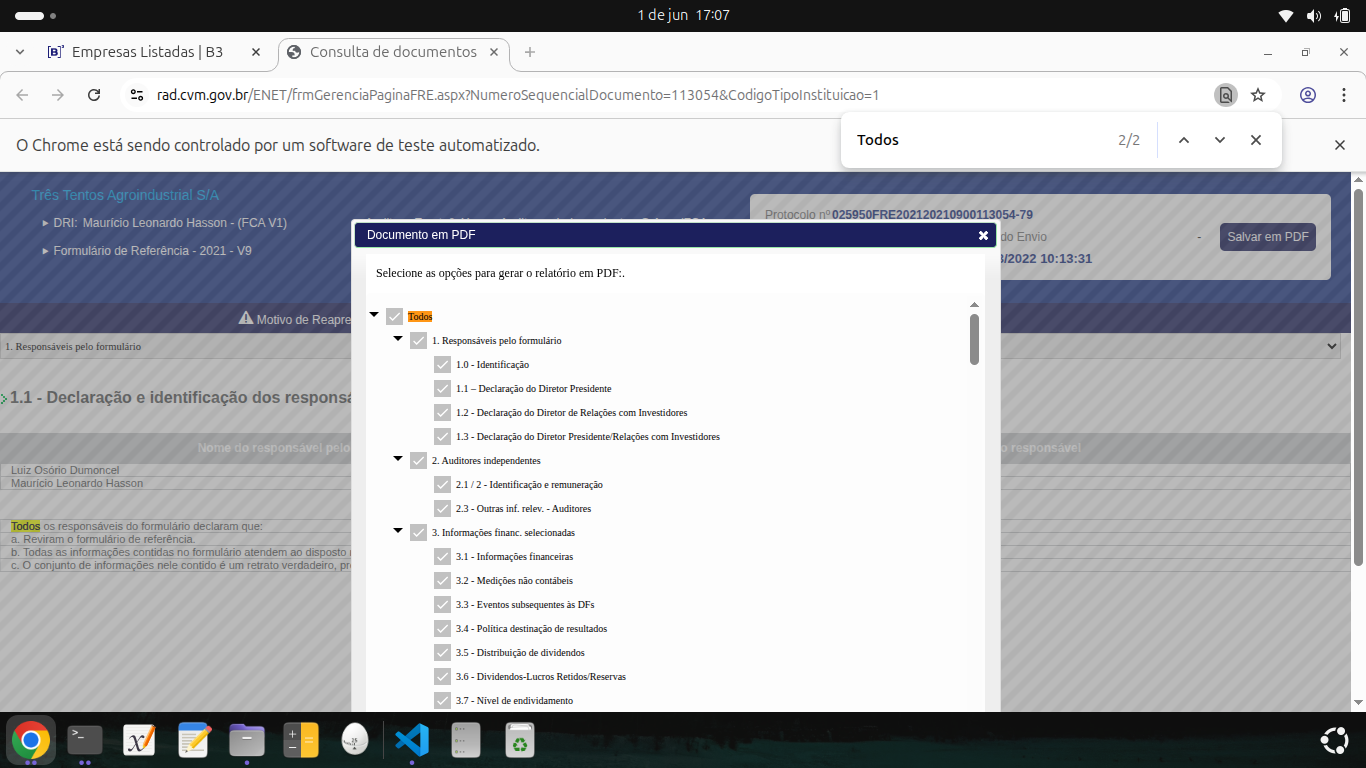 1 de jun 17:07
Empresas Listadas | B3
Consulta de documentos
rad.cvm.gov.br/ENET/frmGerenciaPaginaFRE.aspx?NumeroSequencialDocumento=113054&CodigoTipoInstituicao=1
Todos
2/2
O Chrome está sendo controlado por um software de teste automatizado.
Três Tentos Agroindustrial S/A
DRI: Maurício Leonardo Hasson - (FCA V1)
Formulário de Referência - 2021 - V9
Protocolo nº 025950FRE202120210900113054-79
do Envio
-
Salvar em PDF
/2022 10:13:31
Motivo de Reapre
Documento em PDF
Selecione as opções para gerar o relatório em PDF:.
Todos
1. Responsáveis pelo formulário
1.0 - Identificação
1.1 – Declaração do Diretor Presidente
1.2 - Declaração do Diretor de Relações com Investidores
1.3 - Declaração do Diretor Presidente/Relações com Investidores
2. Auditores independentes
2.1 / 2 - Identificação e remuneração
2.3 - Outras inf. relev. - Auditores
3. Informações financ. selecionadas
3.1 - Informações financeiras
3.2 - Medições não contábeis
3.3 - Eventos subsequentes às DFs
3.4 - Política destinação de resultados
3.5 - Distribuição de dividendos
3.6 - Dividendos-Lucros Retidos/Reservas
3.7 - Nível de endividamento
1. Responsáveis pelo formulário
1.1 - Declaração e identificação dos responsá
Nome do responsável pelo
o responsável
Luiz Osório Dumoncel
Maurício Leonardo Hasson
Todos os responsáveis do formulário declaram que:
a. Reviram o formulário de referência.
b. Todas as informações contidas no formulário atendem ao disposto
c. O conjunto de informações nele contido é um retrato verdadeiro, pr